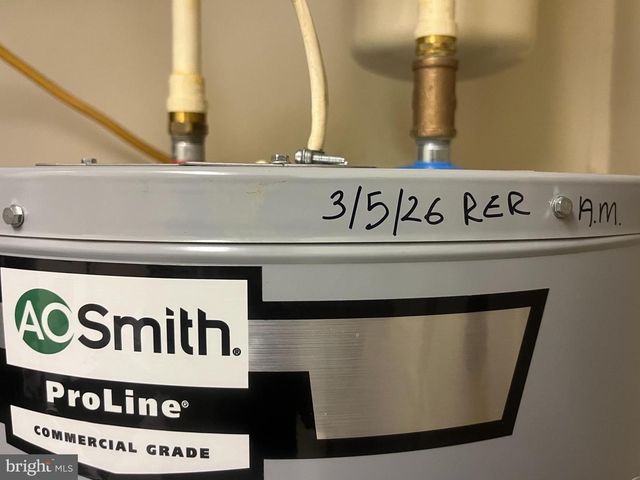 3/5/26 RER A.M.
AO Smith®
ProLine®
COMMERCIAL GRADE
bright MLS